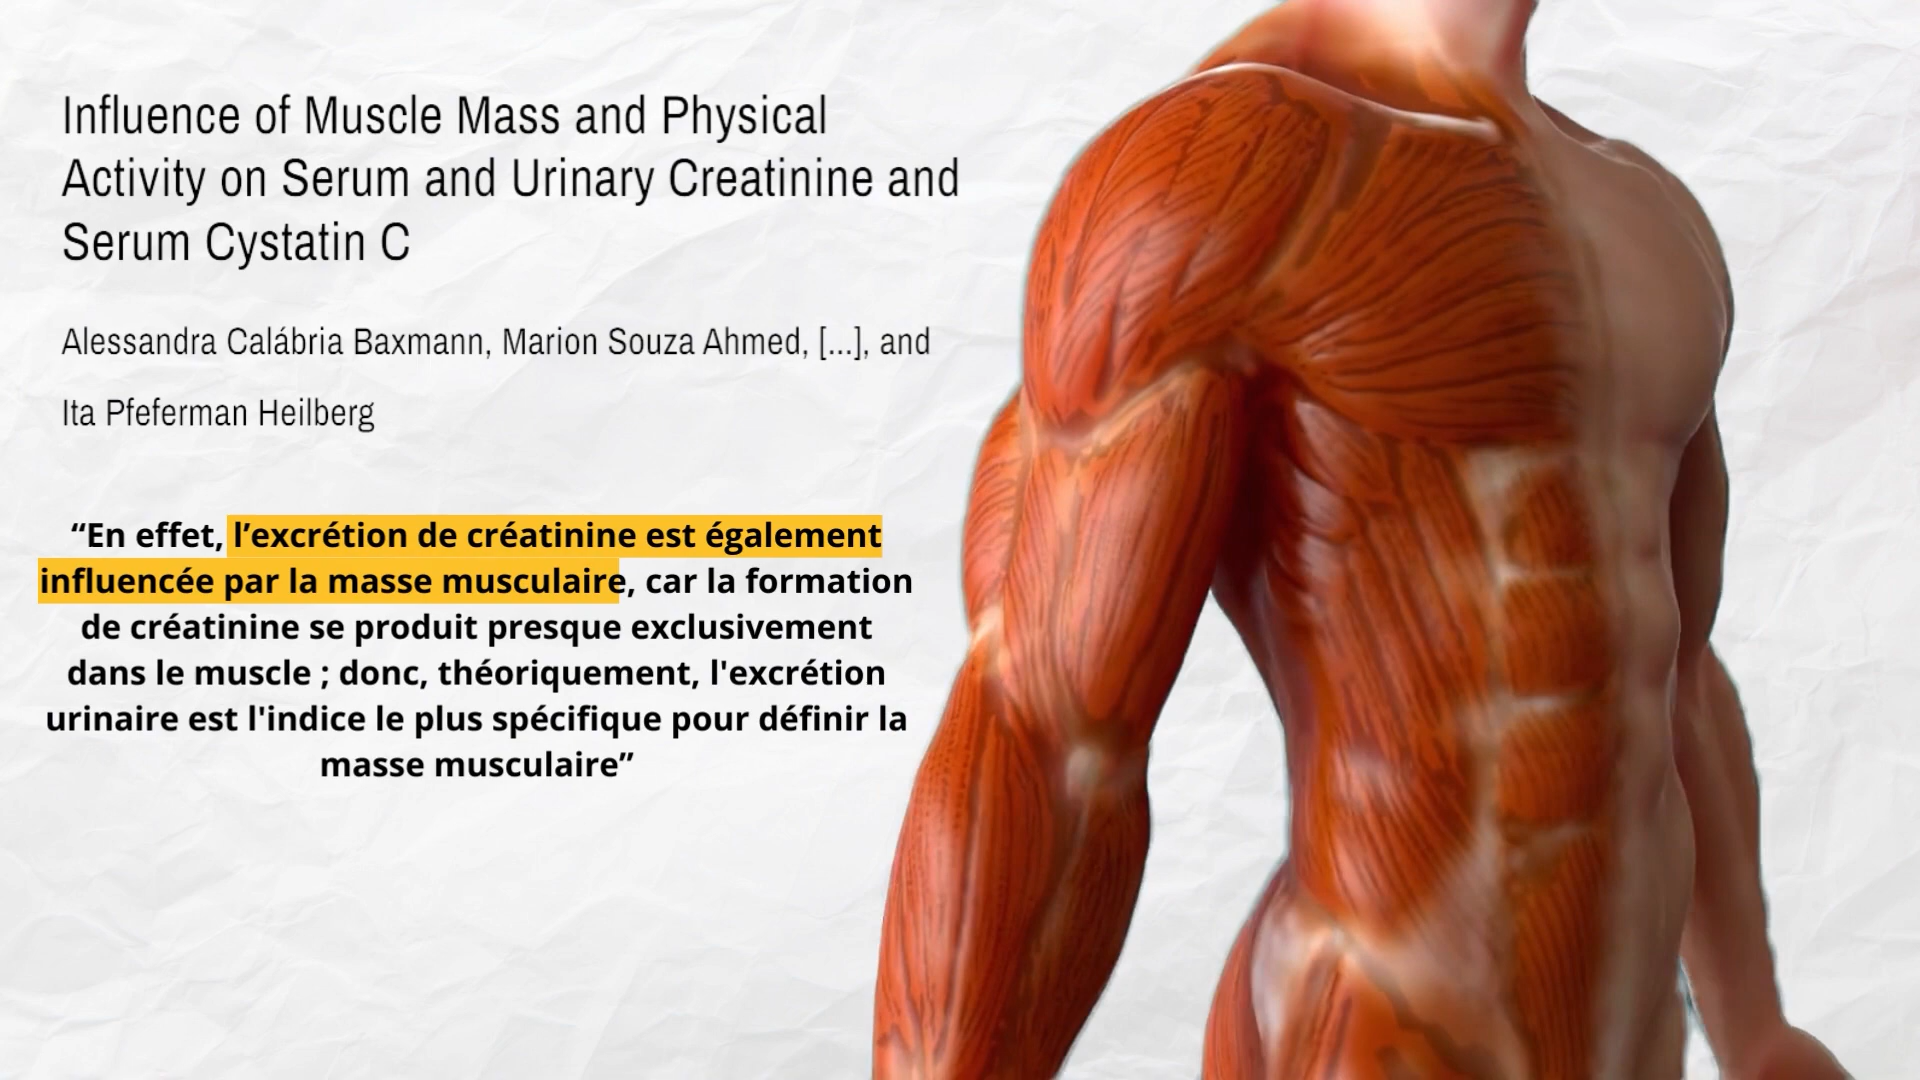 Influence of Muscle Mass and Physical
Activity on Serum and Urinary Creatinine and
Serum Cystatin C
Alessandra Calábria Baxmann, Marion Souza Ahmed, [...], and
Ita Pfeferman Heilberg
“En effet, l’excrétion de créatinine est également
influencée par la masse musculaire, car la formation
de créatinine se produit presque exclusivement
dans le muscle ; donc, théoriquement, l'excrétion
urinaire est l'indice le plus spécifique pour définir la
masse musculaire”